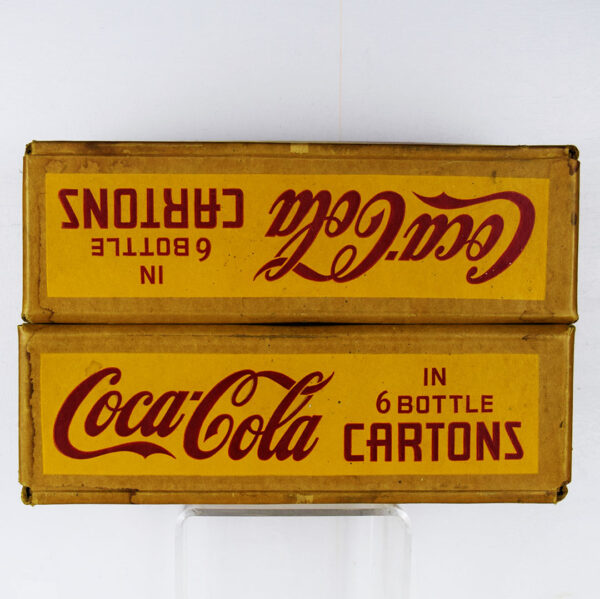 Coca-Cola
IN
6 BOTTLE
CARTONS
Coca-Cola
IN
6 BOTTLE
CARTONS